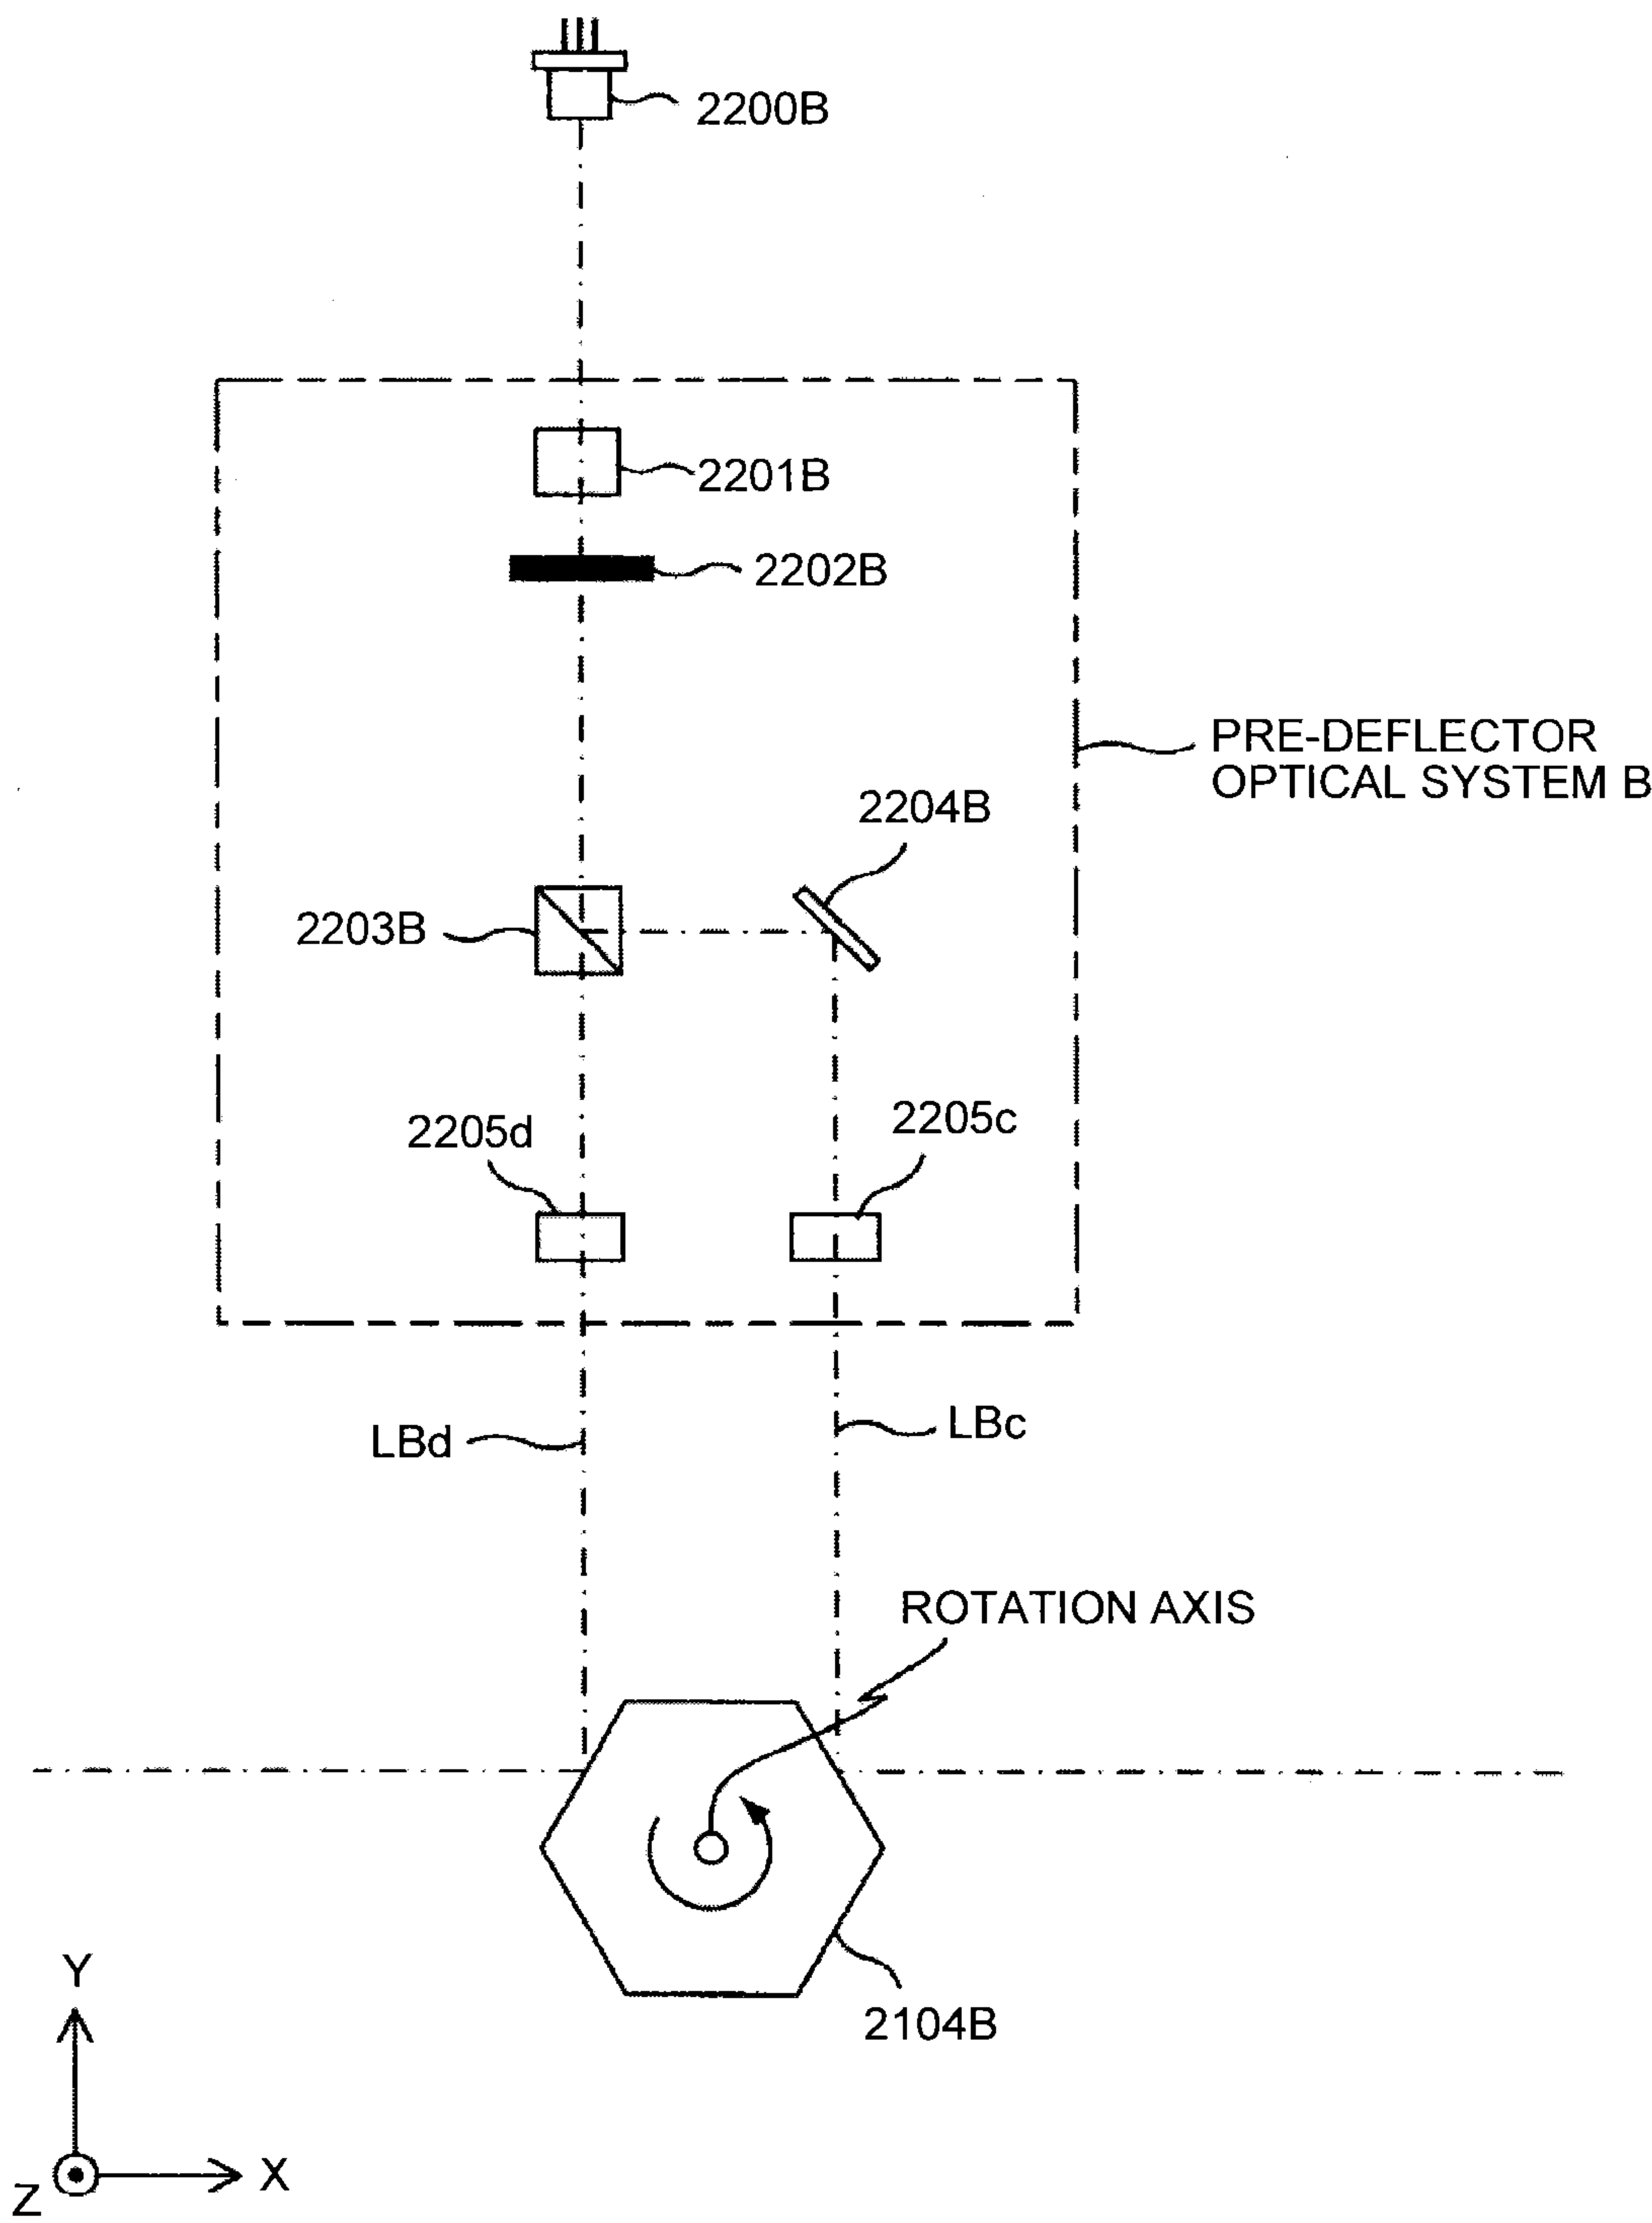 2200B
2201B
2202B
PRE-DEFLECTOR
OPTICAL SYSTEM B
2204B
2203B
2205d
2205c
LBd
LBc
ROTATION AXIS
2104B
Y
X
Z